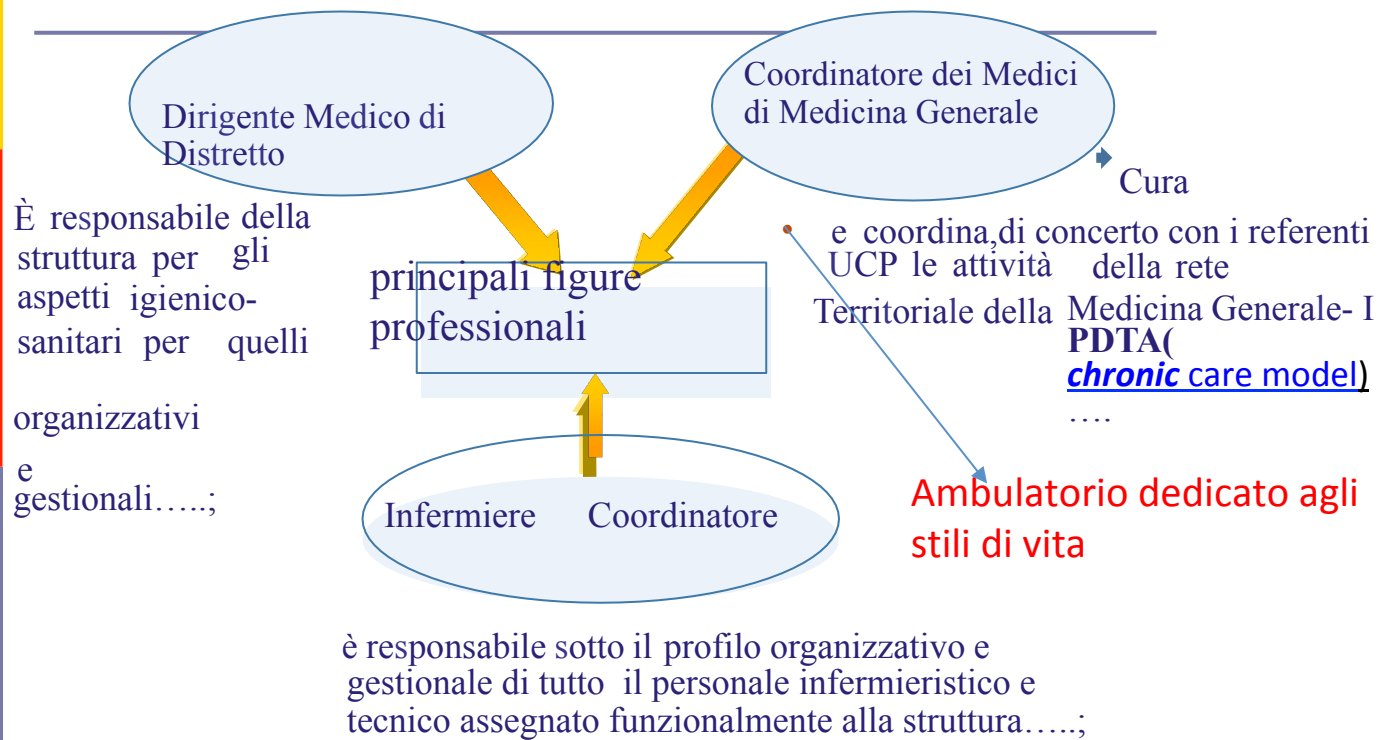 Dirigente Medico di
Distretto
Coordinatore dei Medici
di Medicina Generale
È responsabile della
struttura per gli
aspetti igienico-
sanitari per quelli
organizzativi
e
gestionali…..;
principali figure
professionali
Cura
e coordina,di concerto con i referenti
UCP le attività della rete
Territoriale della Medicina Generale- I
PDTA(
chronic care model)
….
Ambulatorio dedicato agli
stili di vita
Infermiere Coordinatore
è responsabile sotto il profilo organizzativo e
gestionale di tutto il personale infermieristico e
tecnico assegnato funzionalmente alla struttura…..;